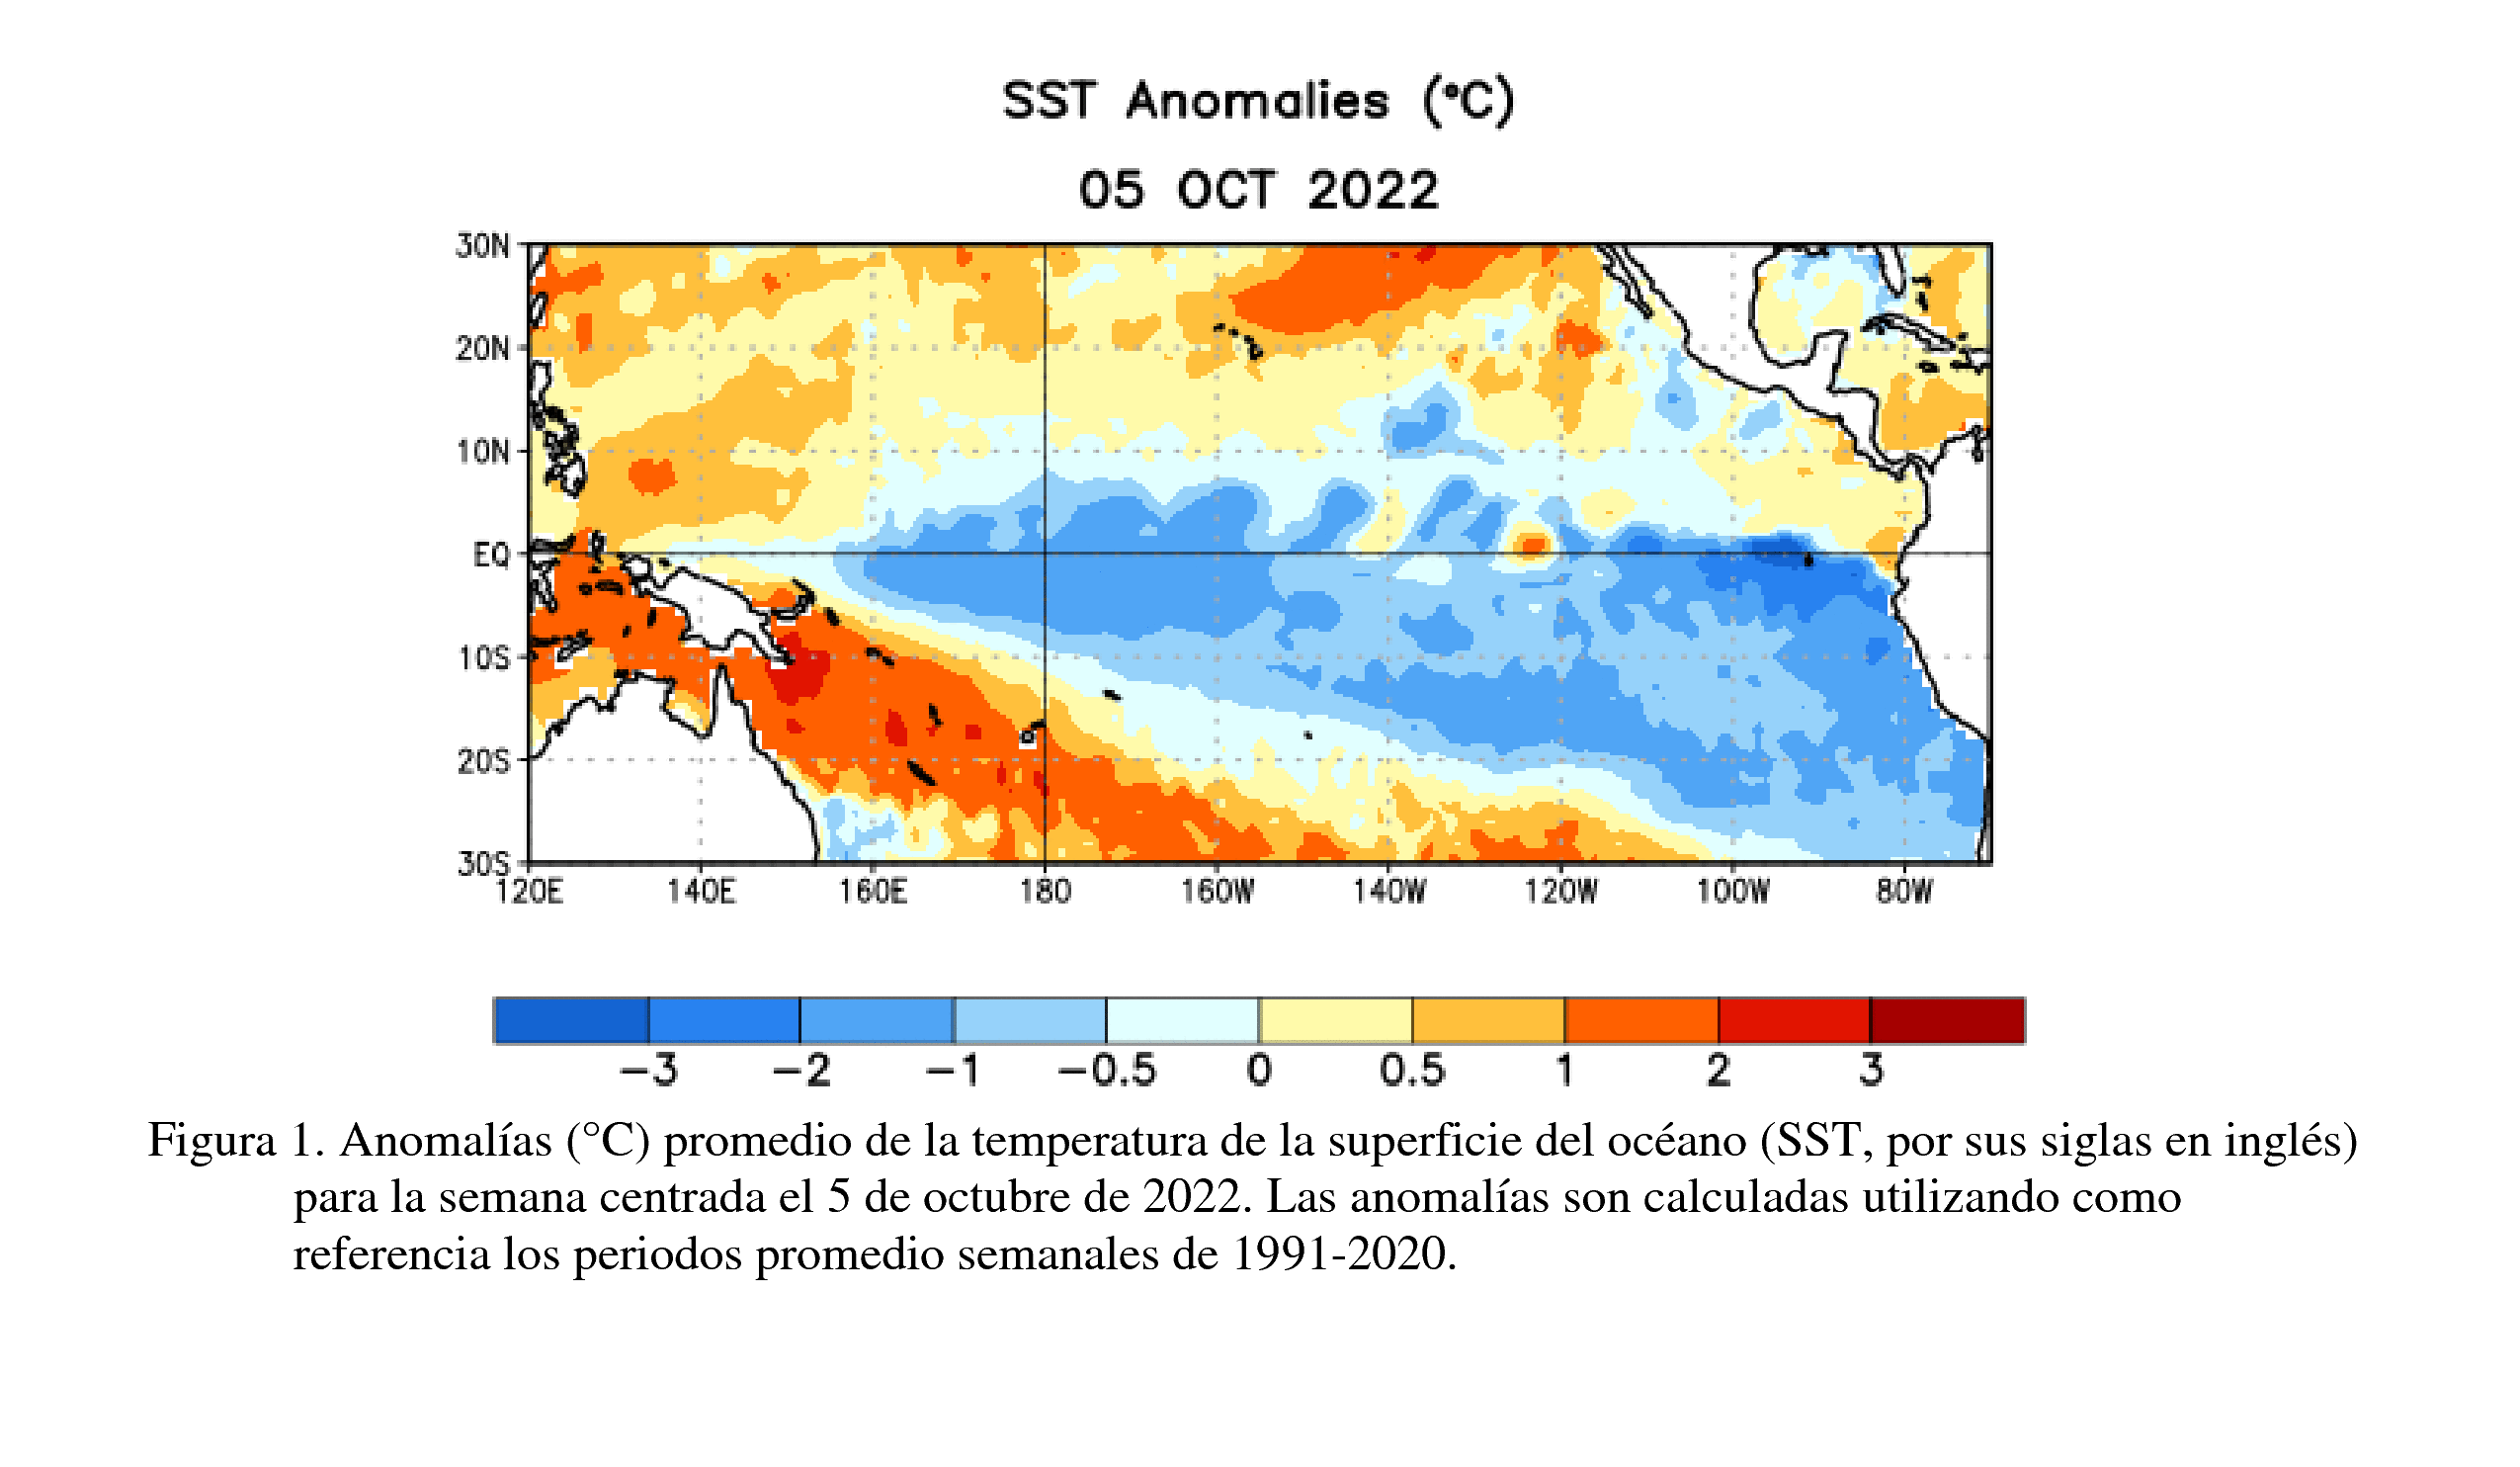 SST Anomalies (°C)
05 OCT 2022
30N
20N
10N
EQ
10S
20S
30S
120E 140E 160E 180 160W 140W 120W 100W 80W
−3 −2 −1 −0.5 0 0.5 1 2 3
Figura 1. Anomalías (°C) promedio de la temperatura de la superficie del océano (SST, por sus siglas en inglés)
para la semana centrada el 5 de octubre de 2022. Las anomalías son calculadas utilizando como
referencia los periodos promedio semanales de 1991-2020.